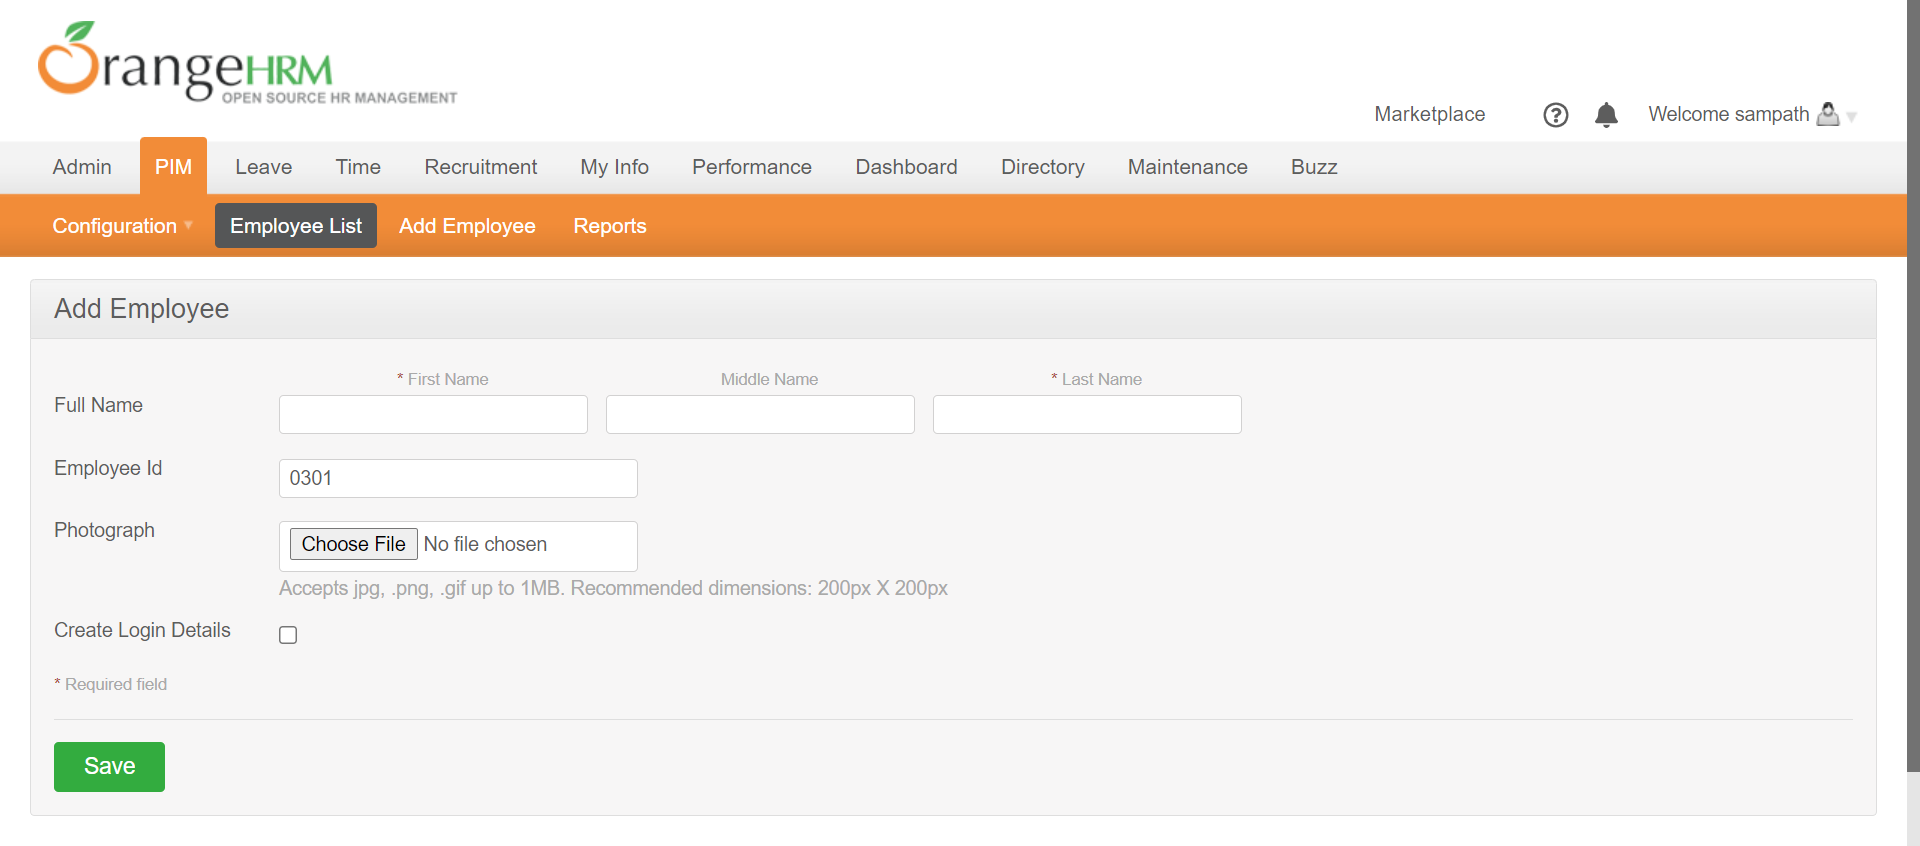 OrangeHRM
OPEN SOURCE HR MANAGEMENT
Marketplace ? Welcome sampath
Admin PIM Leave Time Recruitment My Info Performance Dashboard Directory Maintenance Buzz
Configuration Employee List Add Employee Reports
Add Employee
* First Name Middle Name * Last Name
Full Name
Employee Id 0301
Photograph Choose File No file chosen
Accepts jpg, .png, .gif up to 1MB. Recommended dimensions: 200px X 200px
Create Login Details
* Required field
Save